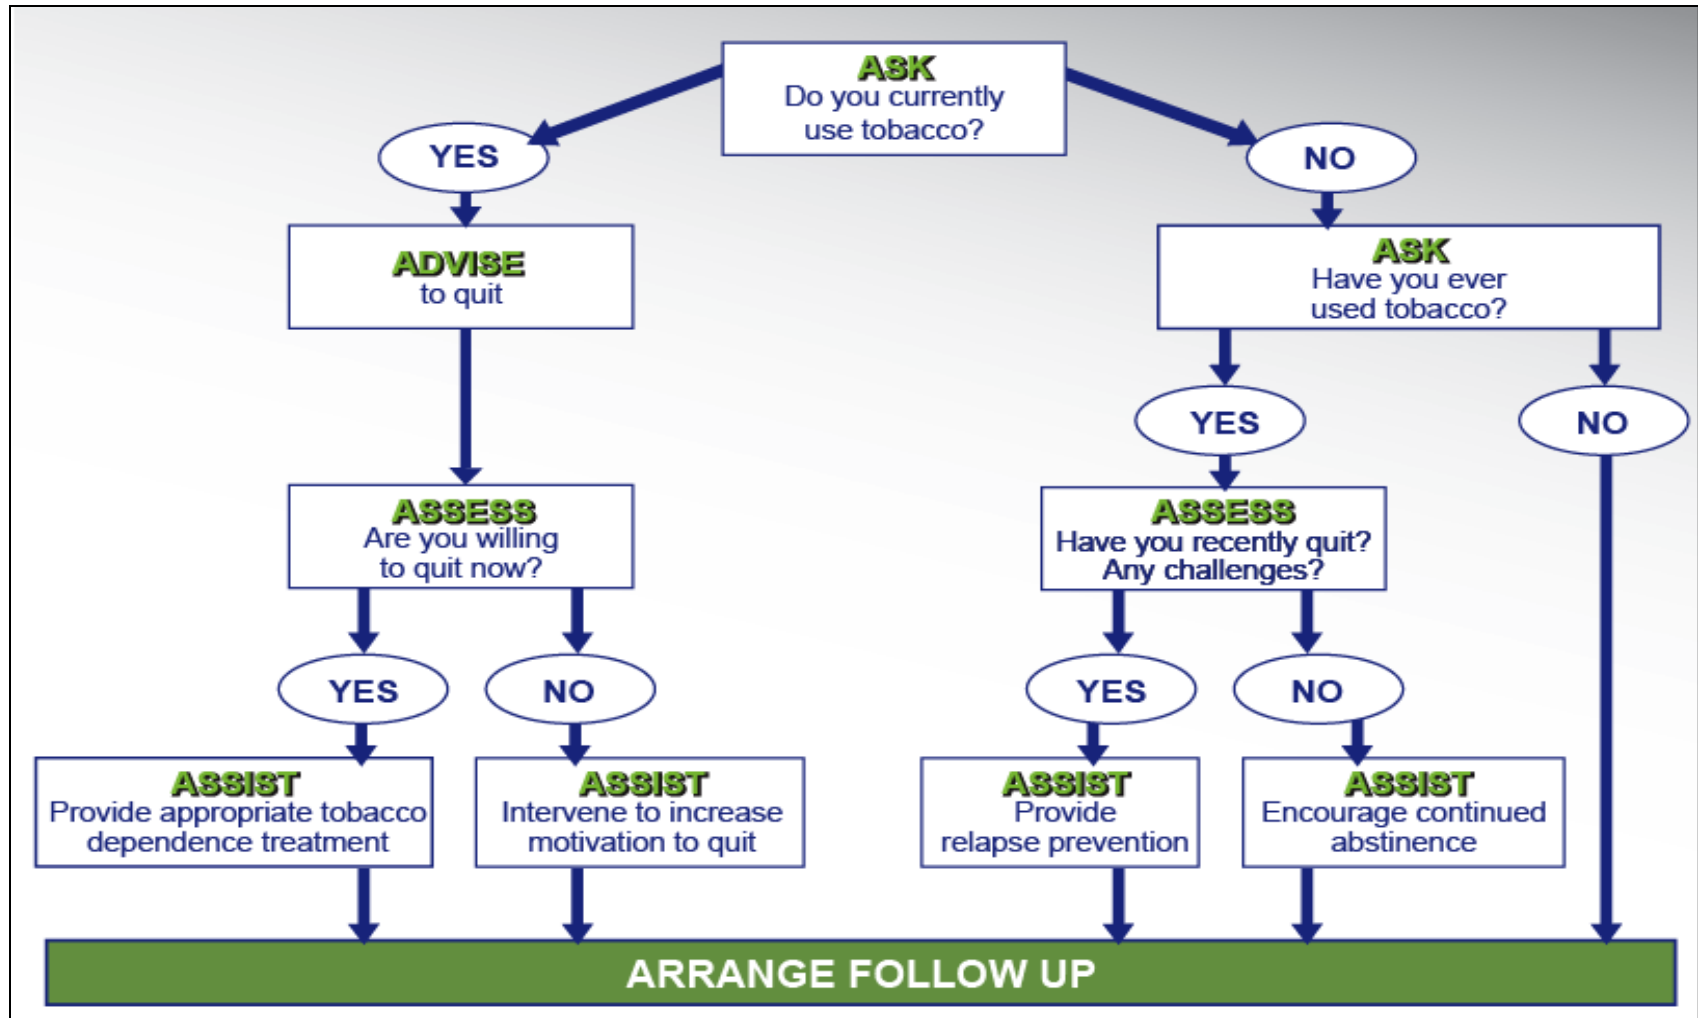 ASK
Do you currently
use tobacco?
YES
NO
ADVISE
to quit
ASK
Have you ever
used tobacco?
YES
NO
ASSESS
Are you willing
to quit now?
ASSESS
Have you recently quit?
Any challenges?
YES
NO
YES
NO
ASSIST
Provide appropriate tobacco
dependence treatment
ASSIST
Intervene to increase
motivation to quit
ASSIST
Provide
relapse prevention
ASSIST
Encourage continued
abstinence
ARRANGE FOLLOW UP